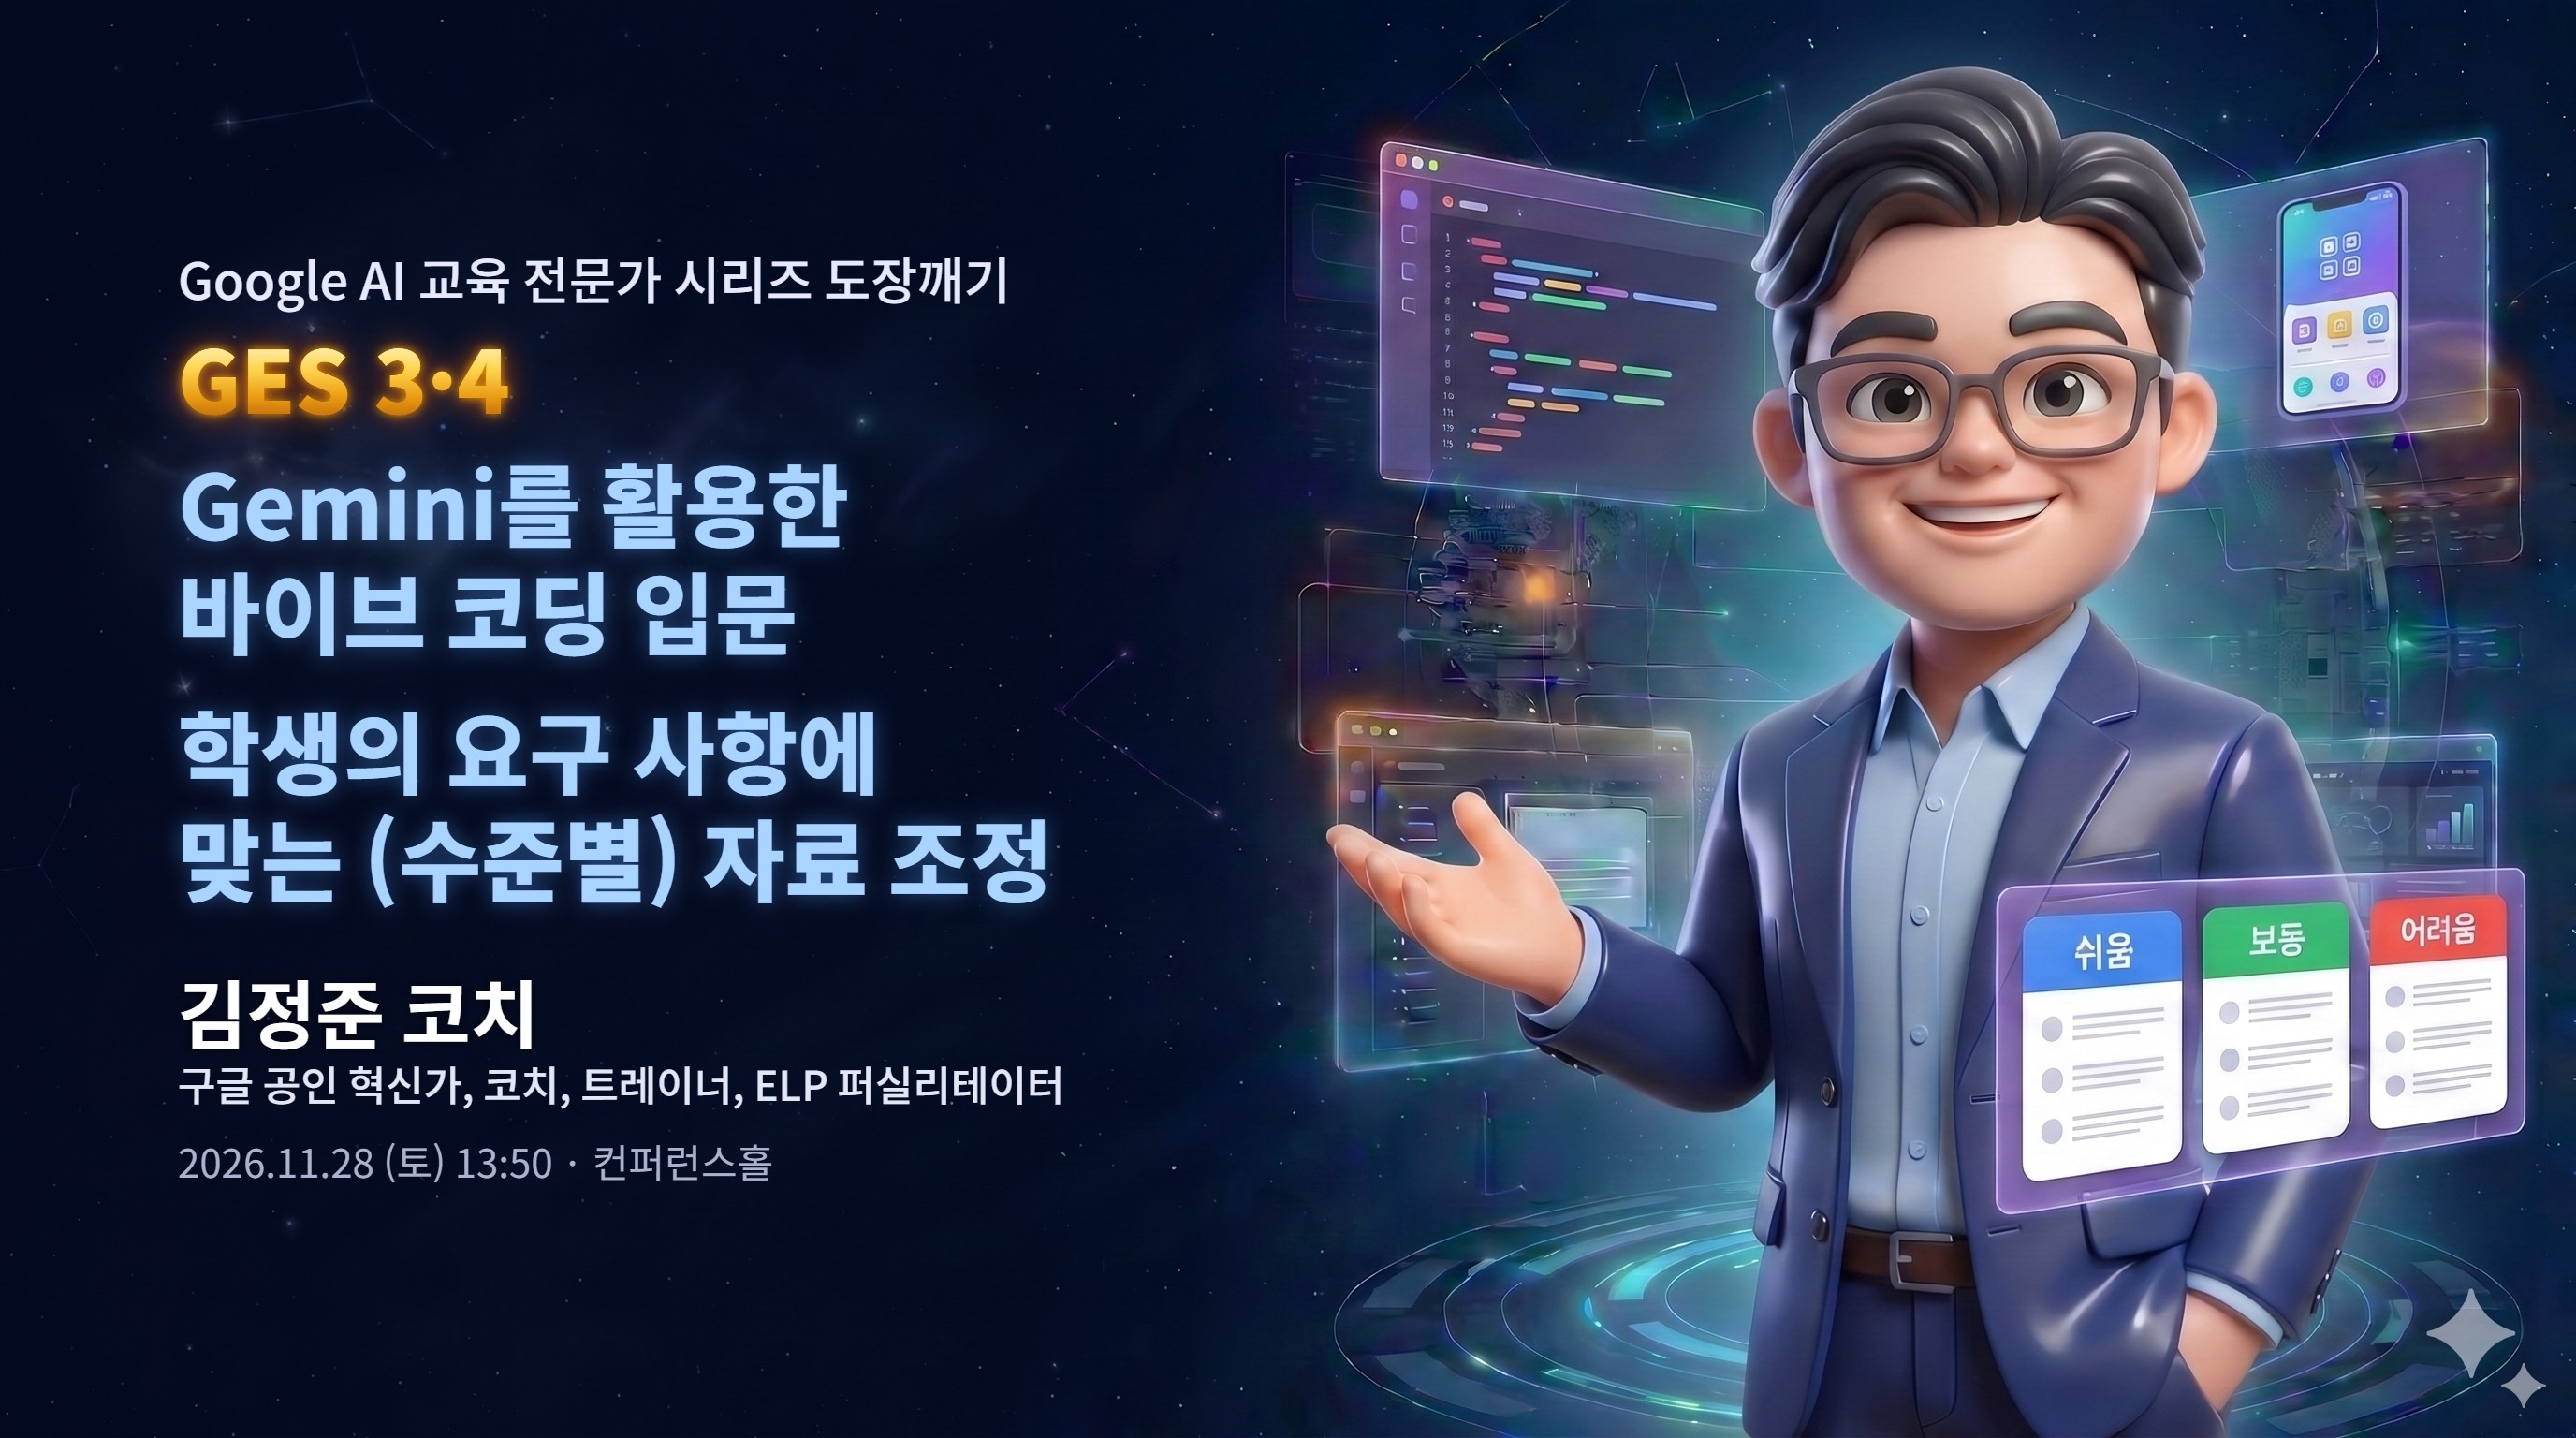 Google AI 교육 전문가 시리즈 도장깨기
GES 3·4
Gemini를 활용한
바이브 코딩 입문
학생의 요구 사항에
맞는 (수준별) 자료 조정
김정준 코치
구글 공인 혁신가, 코치, 트레이너, ELP 퍼실리테이터
2026.11.28 (토) 13:50 · 컨퍼런스홀
쉬움
보통
어려움